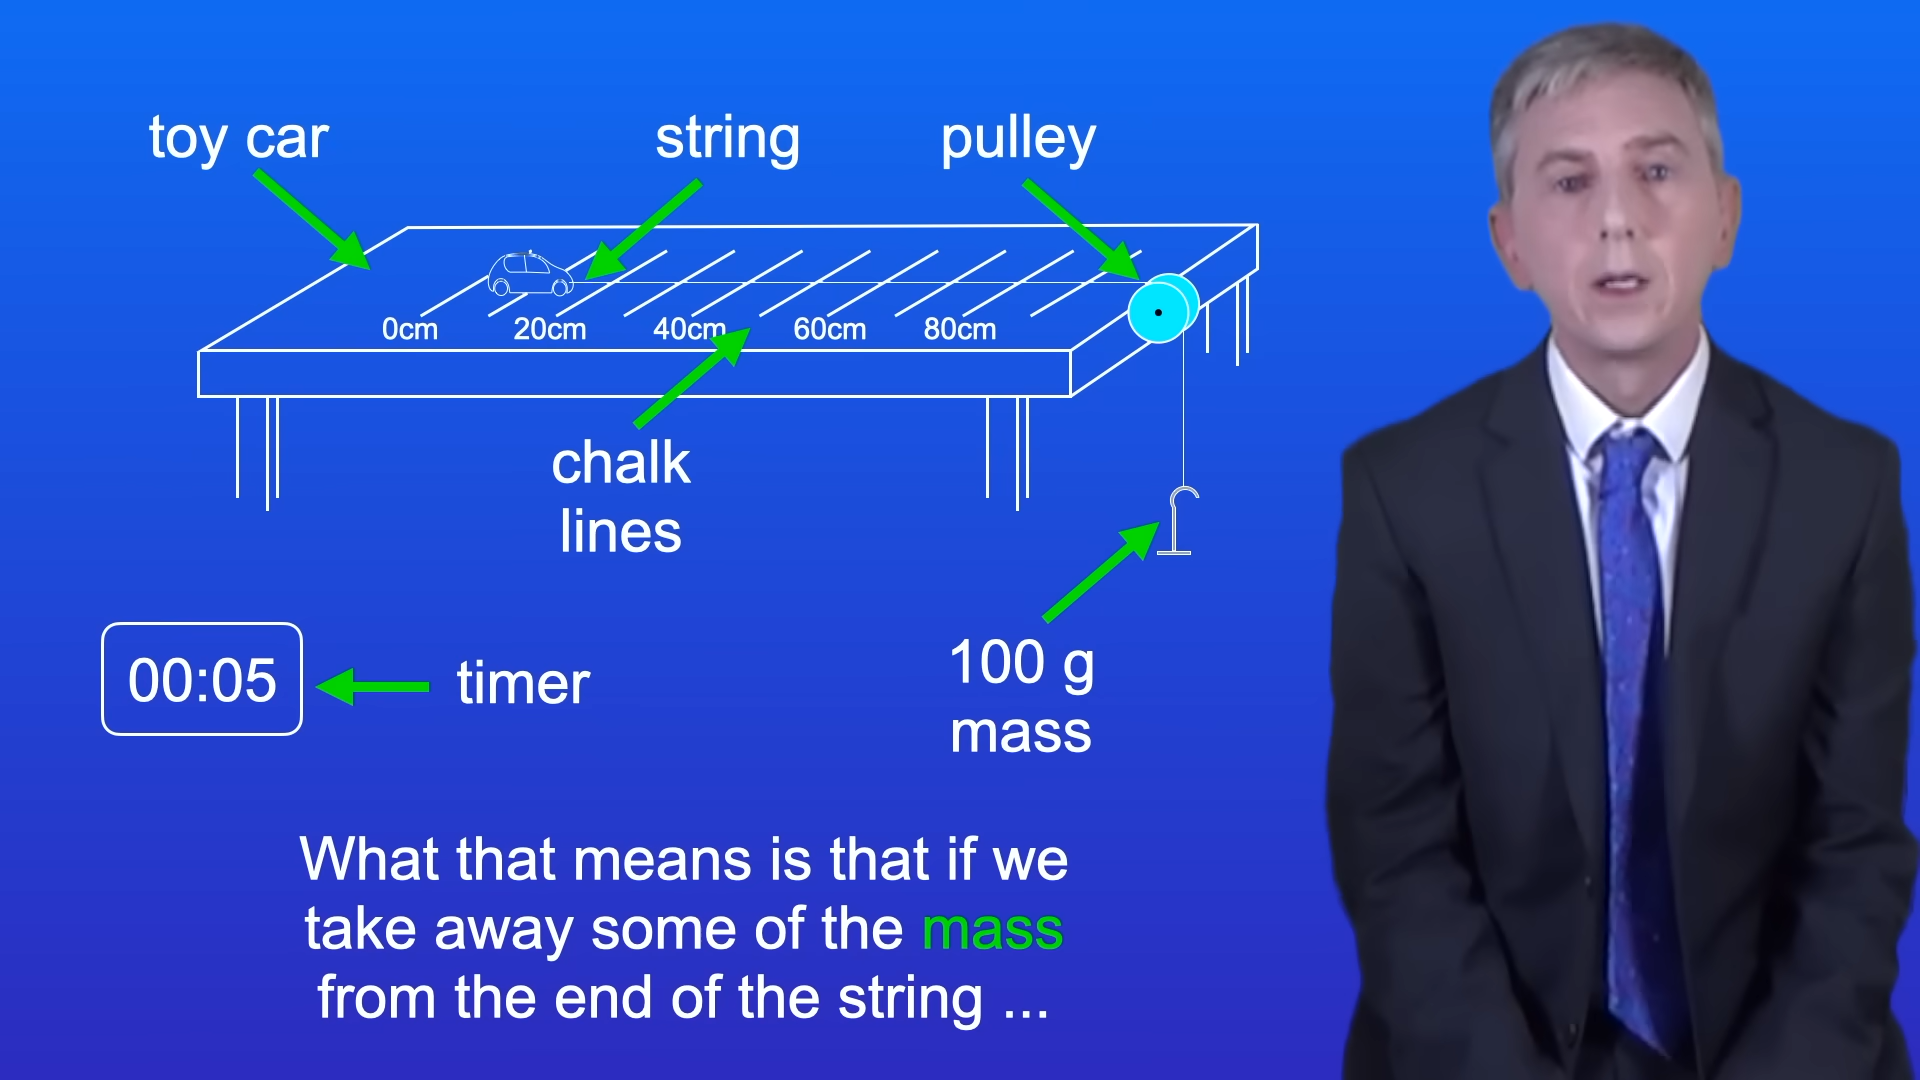 toy car
string
pulley
0cm
20cm
40cm
60cm
80cm
chalk
lines
00:05
timer
100 g
mass
What that means is that if we
take away some of the mass
from the end of the string ...